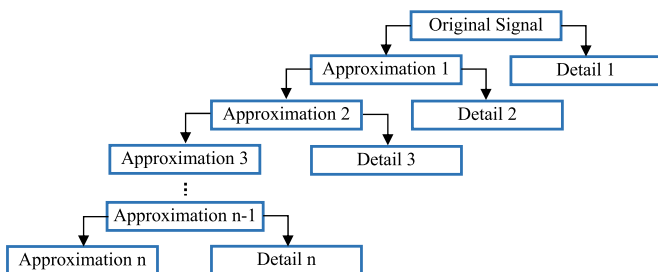 Original Signal
Approximation 1
Detail 1
Approximation 2
Detail 2
Approximation 3
Detail 3
⋮
Approximation n-1
Approximation n
Detail n